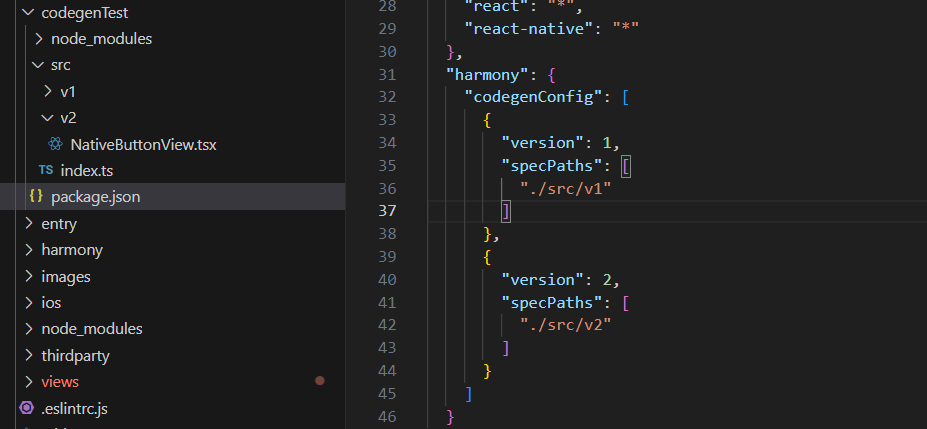 codegenTest
node_modules
src
v1
v2
NativeButtonView.tsx
TS index.ts
{} package.json
entry
harmony
images
ios
node_modules
thirdparty
views
.eslintrc.js
28 "react": "*",
29 "react-native": "*"
30 },
31 "harmony": {
32 "codegenConfig": [
33 {
34 "version": 1,
35 "specPaths": [
36 "./src/v1"
37 ]
38 },
39 {
40 "version": 2,
41 "specPaths": [
42 "./src/v2"
43 ]
44 }
45 ]
46 }